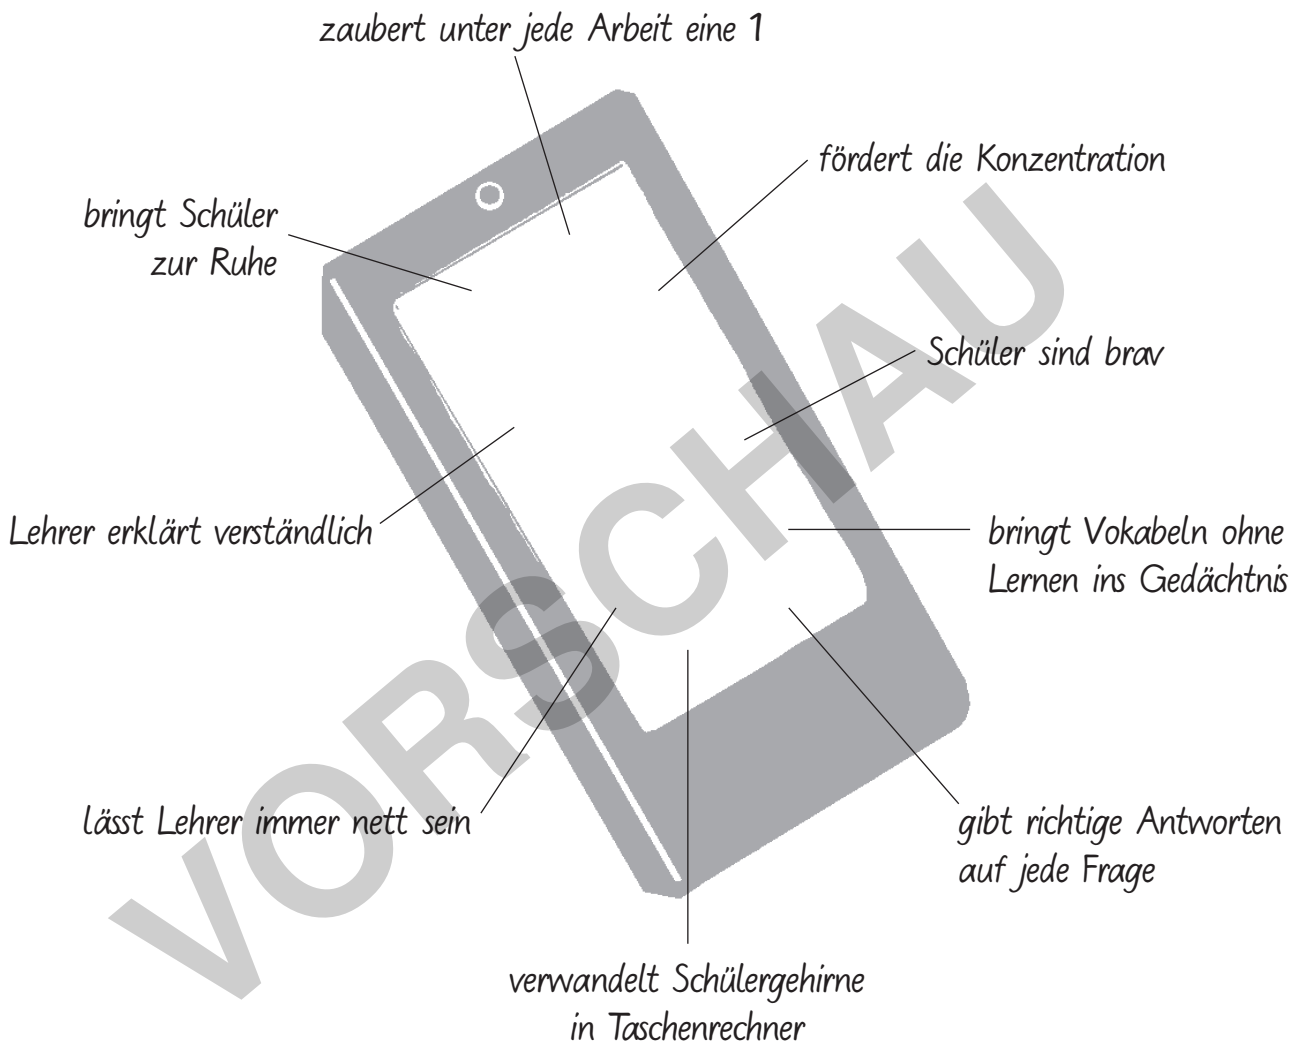 zaubert unter jede Arbeit eine 1
fördert die Konzentration
bringt Schüler
zur Ruhe
Schüler sind brav
Lehrer erklärt verständlich
bringt Vokabeln ohne
Lernen ins Gedächtnis
lässt Lehrer immer nett sein
gibt richtige Antworten
auf jede Frage
verwandelt Schülergehirne
in Taschenrechner
VORSCHAU